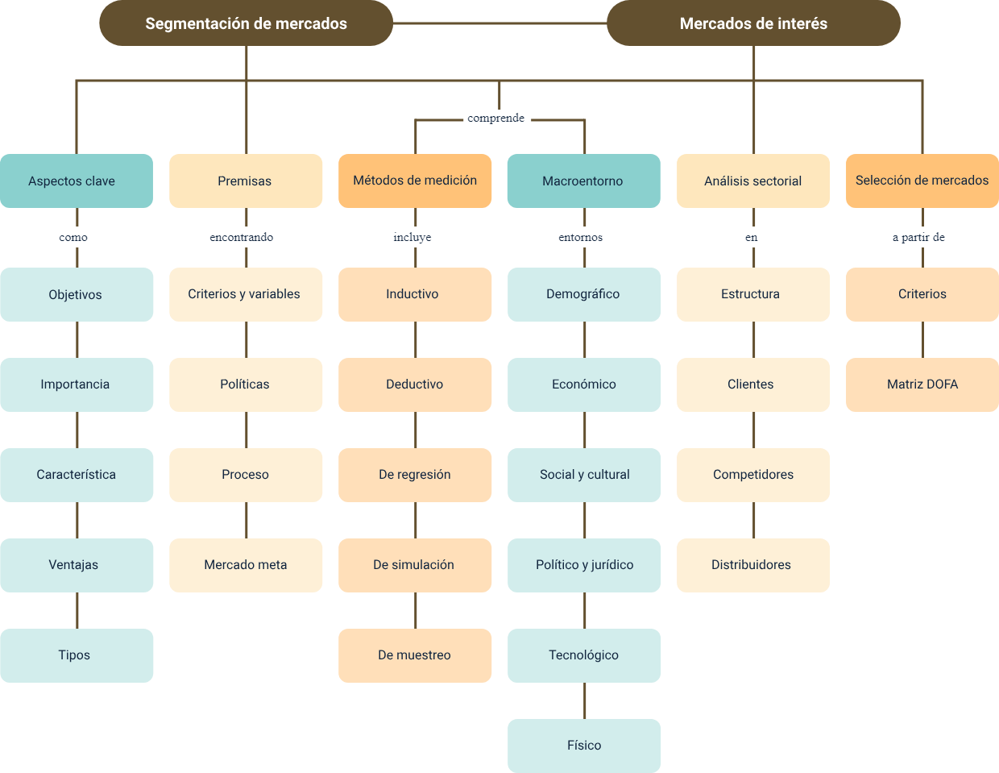 Segmentación de mercados
Mercados de interés
comprende
Aspectos clave
Premisas
Métodos de medición
Macroentorno
Análisis sectorial
Selección de mercados
como
encontrando
incluye
entornos
en
a partir de
Objetivos
Criterios y variables
Inductivo
Demográfico
Estructura
Criterios
Importancia
Políticas
Deductivo
Económico
Clientes
Matriz DOFA
Característica
Proceso
De regresión
Social y cultural
Competidores
Ventajas
Mercado meta
De simulación
Político y jurídico
Distribuidores
Tipos
De muestreo
Tecnológico
Físico